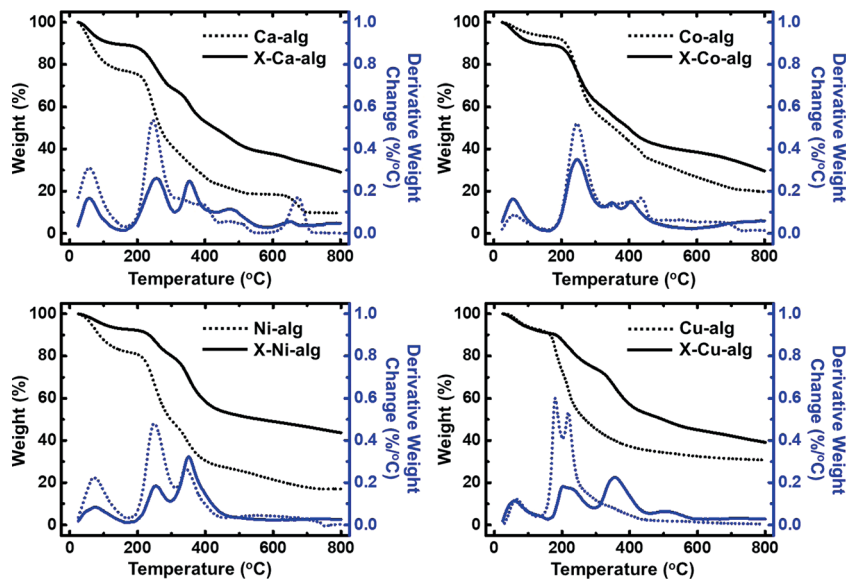 Ca-alg
X-Ca-alg
100
80
60
40
20
0
Weight (%)
1.0
0.8
0.6
0.4
0.2
0.0
Derivative Weight
Change (%/°C)
0 200 400 600 800
Temperature (°C)
Co-alg
X-Co-alg
100
80
60
40
20
0
Weight (%)
1.0
0.8
0.6
0.4
0.2
0.0
Derivative Weight
Change (%/°C)
0 200 400 600 800
Temperature (°C)
Ni-alg
X-Ni-alg
100
80
60
40
20
0
Weight (%)
1.0
0.8
0.6
0.4
0.2
0.0
Derivative Weight
Change (%/°C)
0 200 400 600 800
Temperature (°C)
Cu-alg
X-Cu-alg
100
80
60
40
20
0
Weight (%)
1.0
0.8
0.6
0.4
0.2
0.0
Derivative Weight
Change (%/°C)
0 200 400 600 800
Temperature (°C)